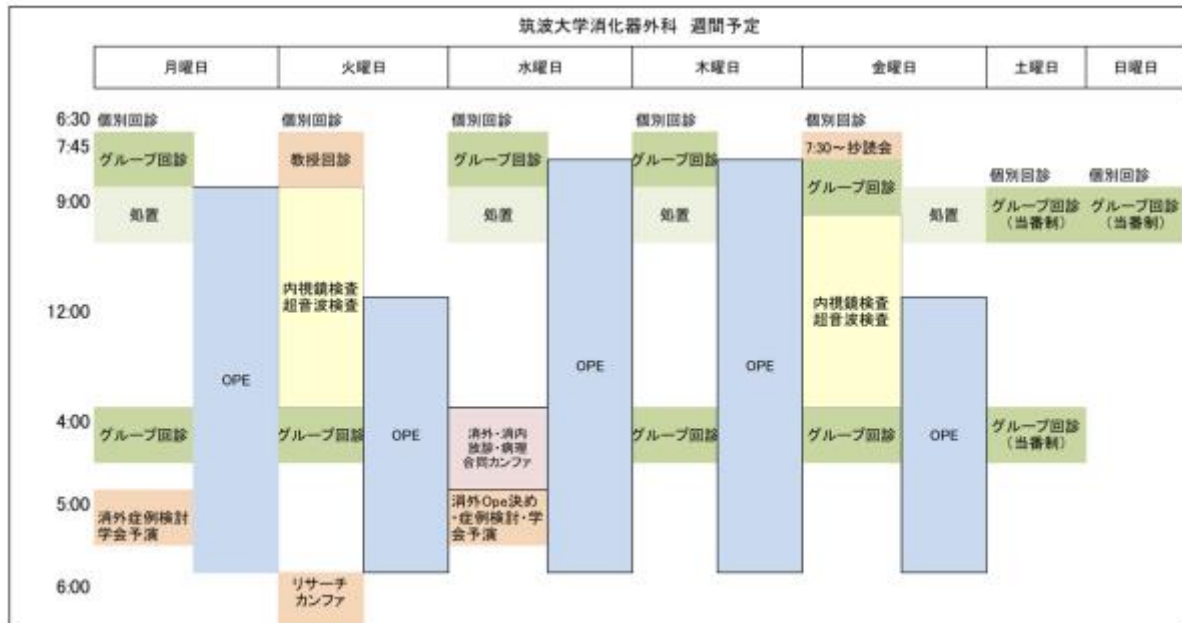 筑波大学消化器外科 週間予定
月曜日 火曜日 水曜日 木曜日 金曜日 土曜日 日曜日
6:30 個別回診 個別回診 個別回診 個別回診 個別回診
7:45 グループ回診 教授回診 グループ回診 グループ回診 7:30～抄読会
グループ回診
個別回診 個別回診
9:00 処置 処置 処置 処置 グループ回診 グループ回診
(当番制) (当番制)
内視鏡検査 内視鏡検査
超音波検査 超音波検査
12:00
OPE OPE OPE
4:00 グループ回診 グループ回診 OPE 消外・消内 グループ回診 グループ回診 OPE グループ回診
放診・病理 (当番制)
合同カンファ
5:00 消外症例検討 消外Ope決め
学会予演 ・症例検討・学
会予演
6:00 リサーチ
カンファ